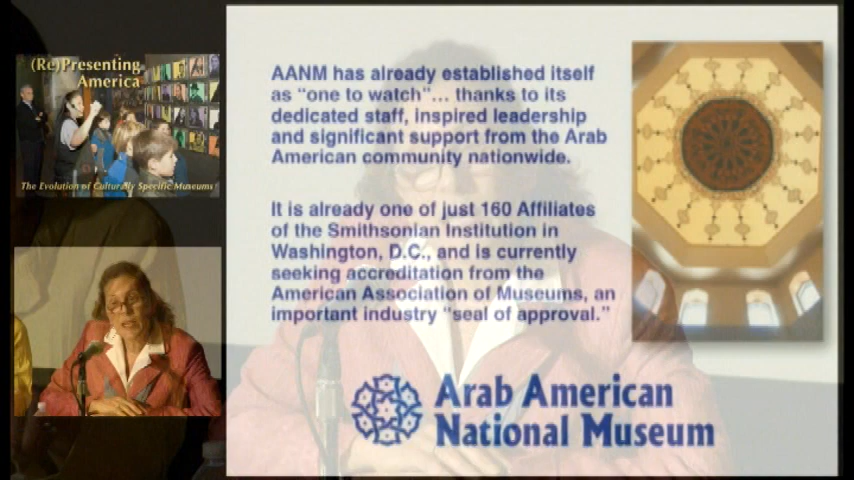 (Re)Presenting
America
The Evolution of Culturally Specific Museums
AANM has already established itself
as “one to watch”... thanks to its
dedicated staff, inspired leadership
and significant support from the Arab
American community nationwide.
It is already one of just 160 Affiliates
of the Smithsonian Institution in
Washington, D.C., and is currently
seeking accreditation from the
American Association of Museums, an
important industry “seal of approval.”
Arab American
National Museum